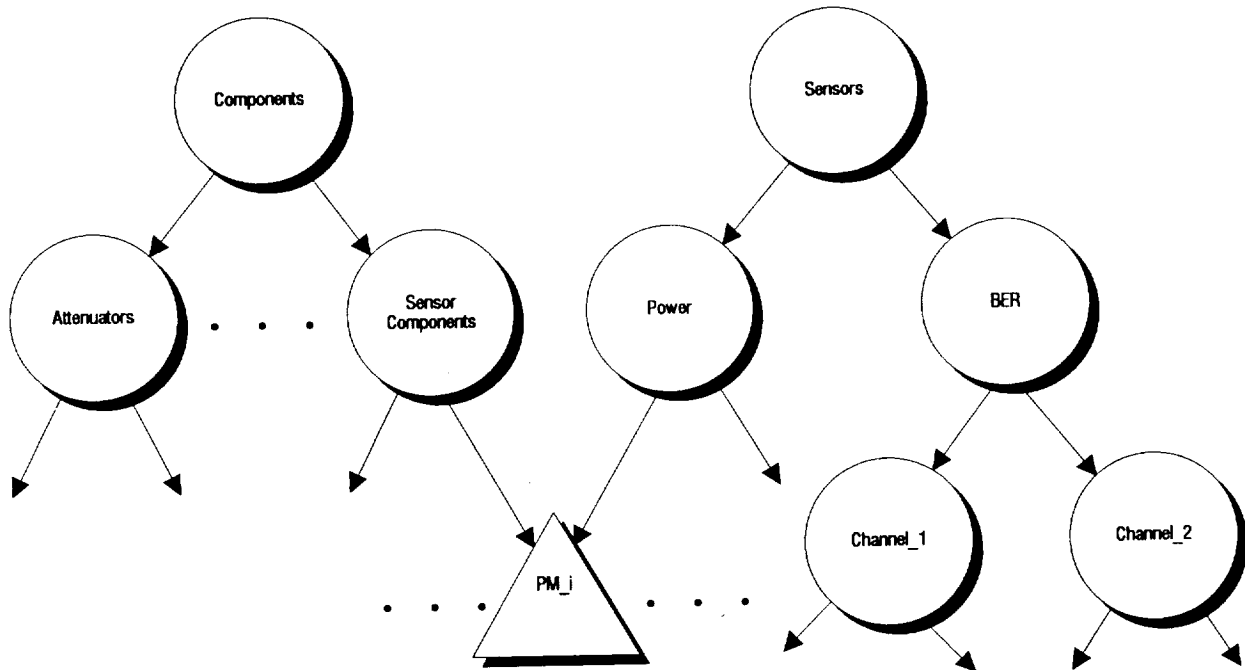 Components
Sensors
Attenuators
Sensor
Components
Power
BER
PM_i
Channel_1
Channel_2